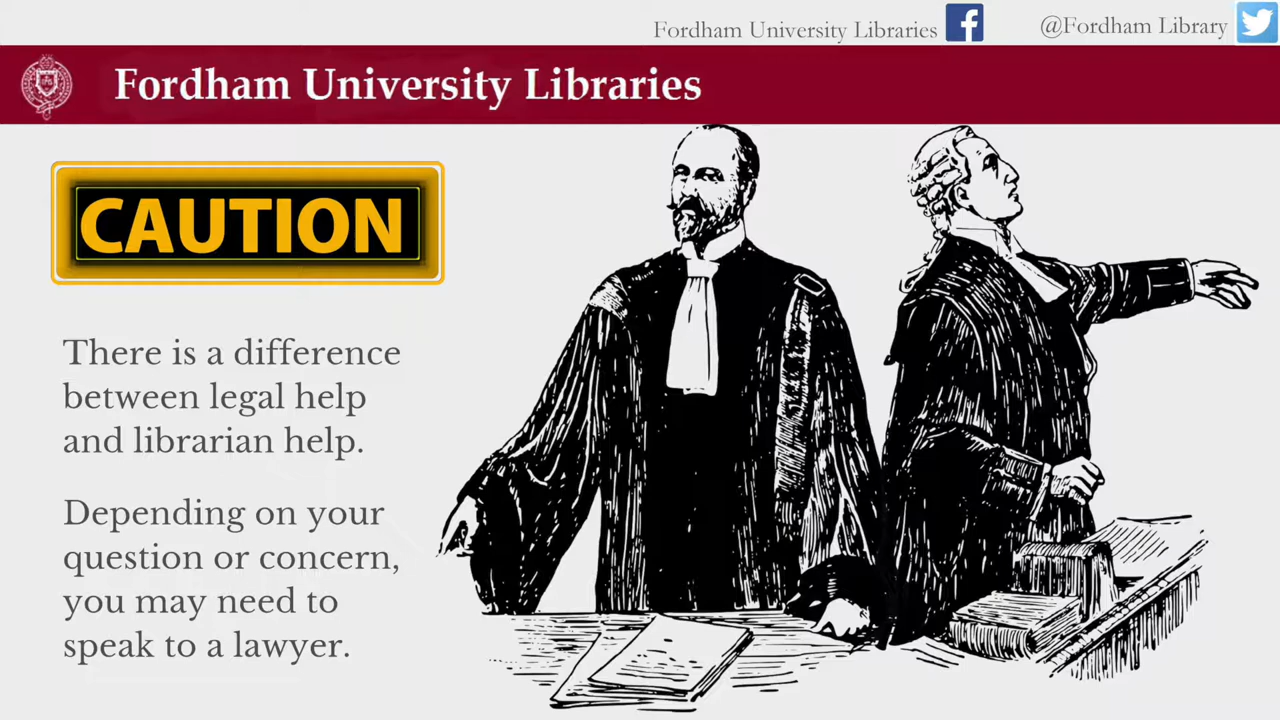 Fordham University Libraries
@Fordham Library
Fordham University Libraries
CAUTION
There is a difference
between legal help
and librarian help.
Depending on your
question or concern,
you may need to
speak to a lawyer.